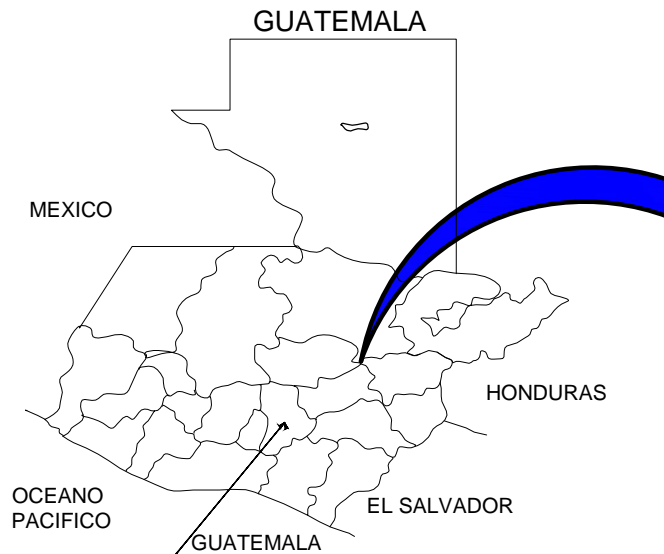 GUATEMALA
MEXICO
HONDURAS
OCEANO
PACIFICO
EL SALVADOR
GUATEMALA